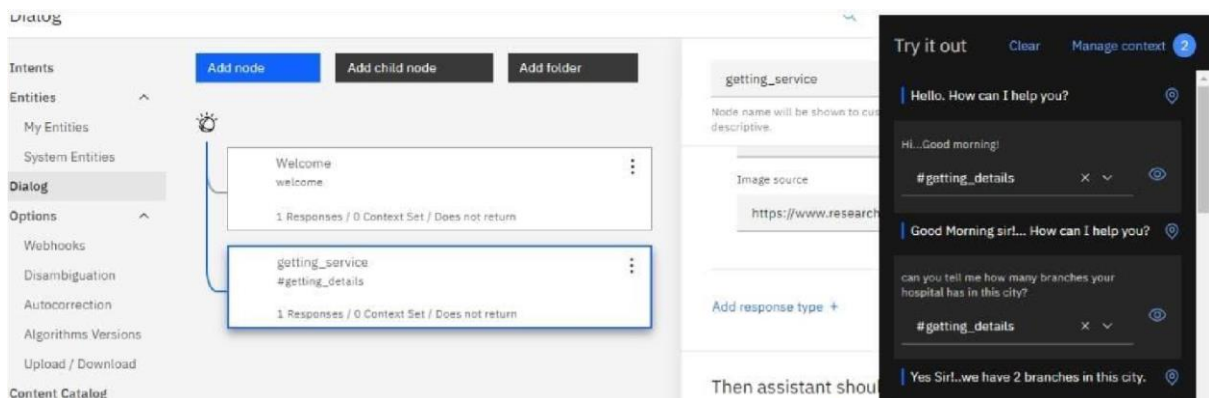 Dialog
Intents
Entities
My Entities
System Entities
Dialog
Options
Webhooks
Disambiguation
Autocorrection
Algorithms Versions
Upload / Download
Content Catalog
Add node
Add child node
Add folder
Welcome
welcome
1 Responses / 0 Context Set / Does not return
getting_service
#getting_details
1 Responses / 0 Context Set / Does not return
getting_service
Node name will be shown to cus
descriptive.
Image source
https://www.research
Add response type +
Then assistant shoul
Try it out
Clear
Manage context 2
Hello. How can I help you?
Hi...Good morning!
#getting_details
Good Morning sir!... How can I help you?
can you tell me how many branches your
hospital has in this city?
#getting_details
Yes Sir!..we have 2 branches in this city.